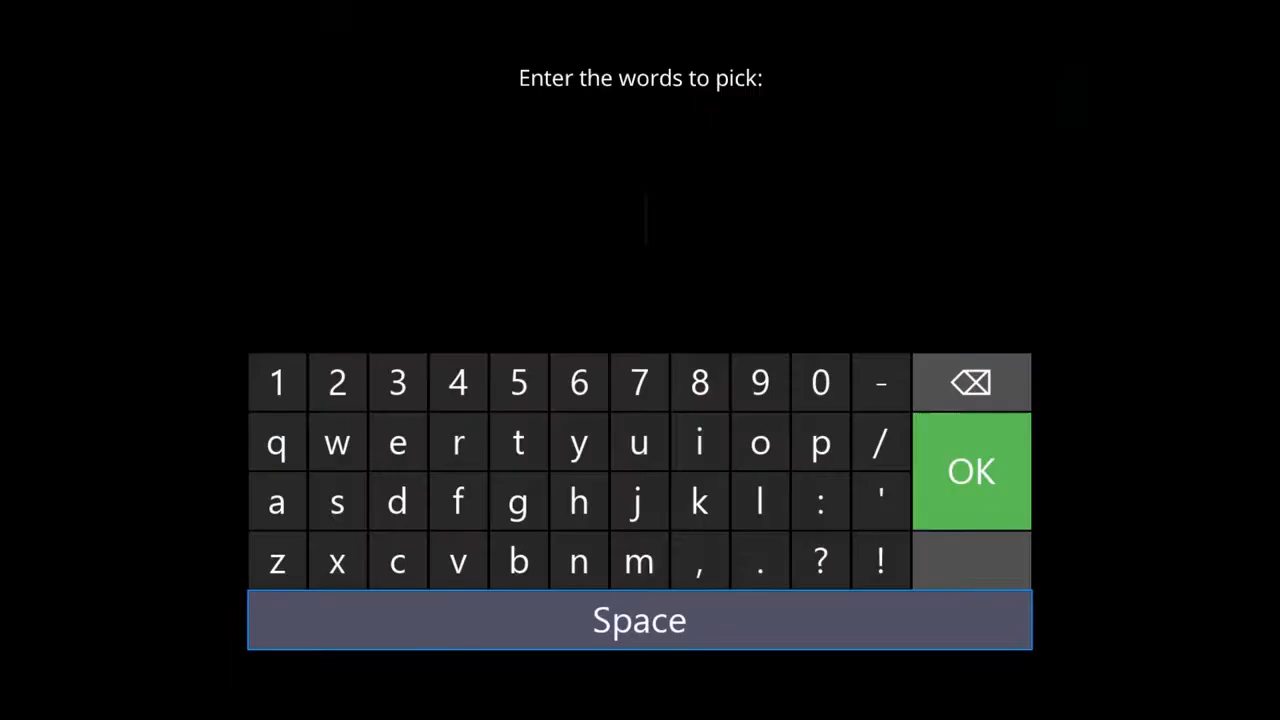 Enter the words to pick:
1 2 3 4 5 6 7 8 9 0 - ⌫
q w e r t y u i o p /
OK
a s d f g h j k l : '
z x c v b n m , . ? !
Space